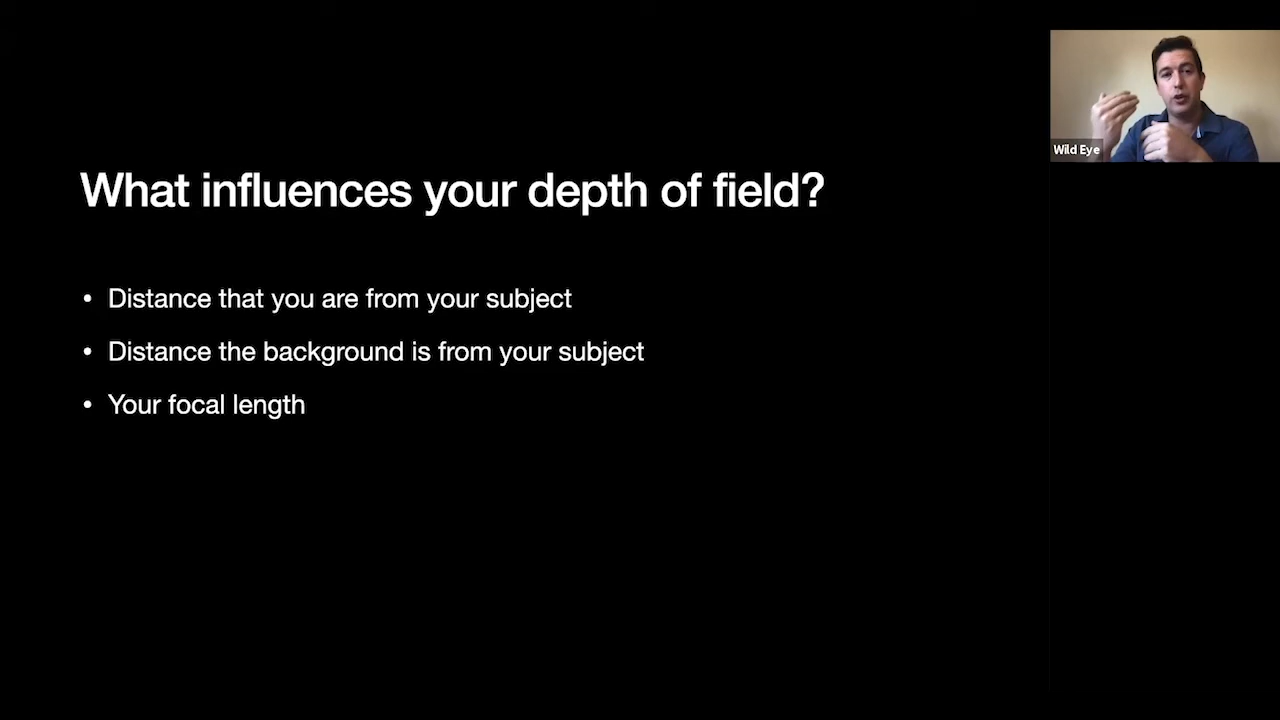 What influences your depth of field?
• Distance that you are from your subject
• Distance the background is from your subject
• Your focal length
Wild Eye